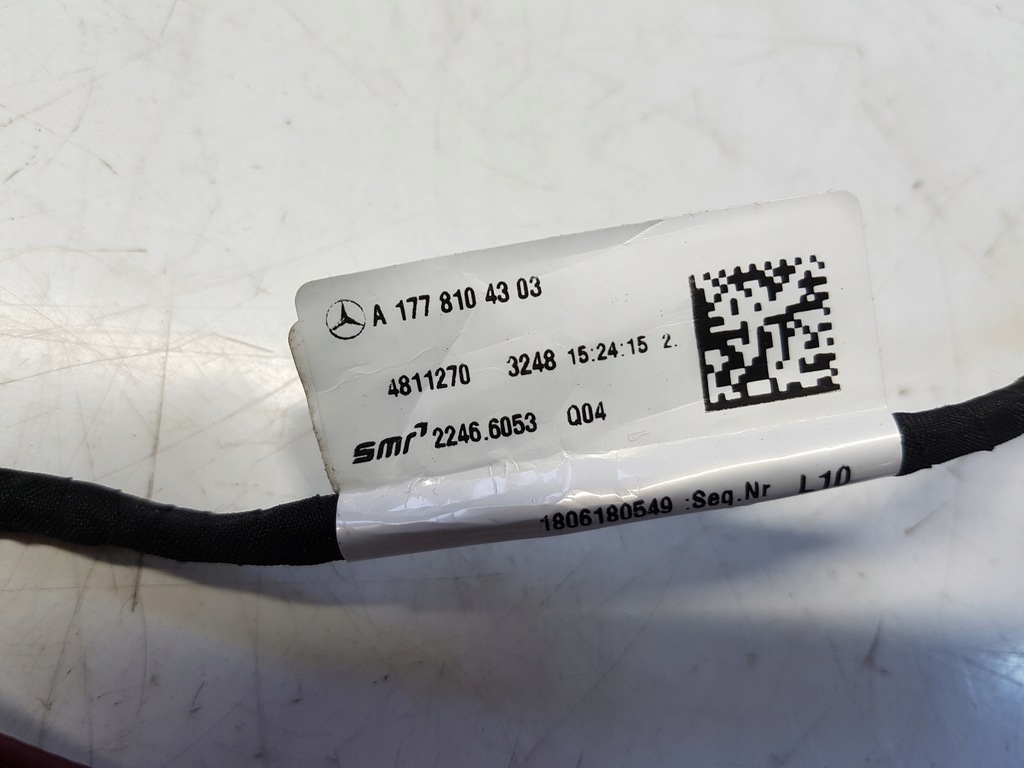 A 177 810 43 03
4811270 3248 15:24:15 2.
smr 2246.6053 Q04
1806180549 :Seq.Nr L10